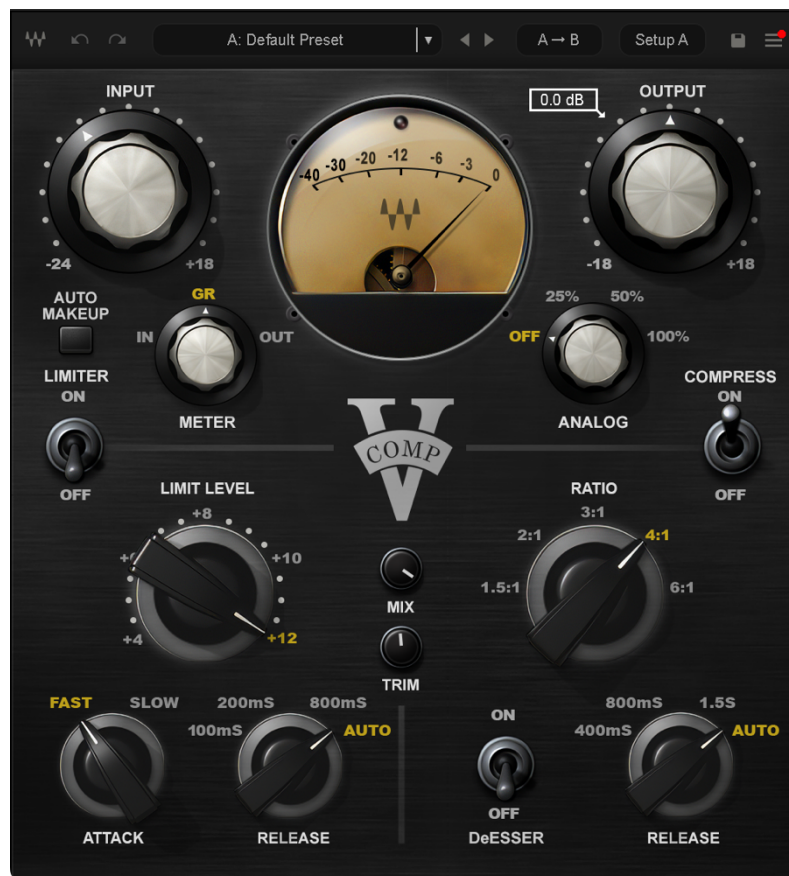 A: Default Preset
A→B
Setup A
INPUT
0.0 dB
OUTPUT
-40 -30 -20 -12 -6 -3 0
-24
+18
-18
+18
AUTO
MAKEUP
GR
IN
OUT
METER
25%
50%
OFF
100%
ANALOG
LIMITER
ON
OFF
COMPRESS
ON
OFF
V
COMP
LIMIT LEVEL
+8
+10
+4
+12
RATIO
3:1
2:1
4:1
1.5:1
6:1
MIX
TRIM
FAST
SLOW
ATTACK
200mS
800mS
100mS
AUTO
RELEASE
ON
OFF
DeESSER
800mS
1.5S
400mS
AUTO
RELEASE